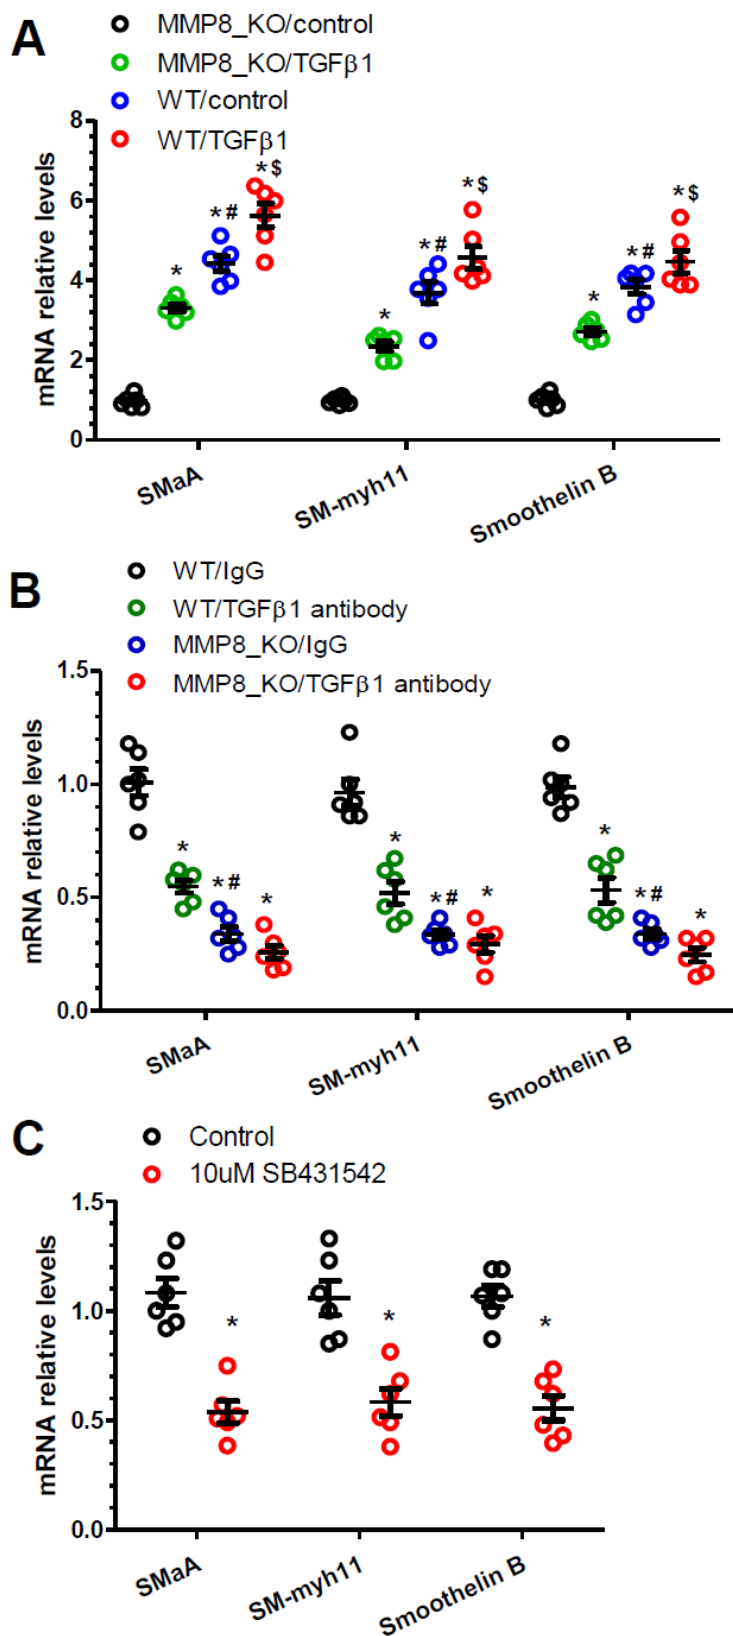 A
MMP8_KO/control
MMP8_KO/TGFβ1
WT/control
WT/TGFβ1
mRNA relative levels
8
6
4
2
0
*
*#
*$
*
*#
*$
*
*#
*$
SMaA
SM-myh11
Smoothelin B
B
WT/IgG
WT/TGFβ1 antibody
MMP8_KO/IgG
MMP8_KO/TGFβ1 antibody
mRNA relative levels
1.5
1.0
0.5
0.0
*
*#
*
*
*#
*
*
*#
*
SMaA
SM-myh11
Smoothelin B
C
Control
10uM SB431542
mRNA relative levels
1.5
1.0
0.5
0.0
*
*
*
SMaA
SM-myh11
Smoothelin B